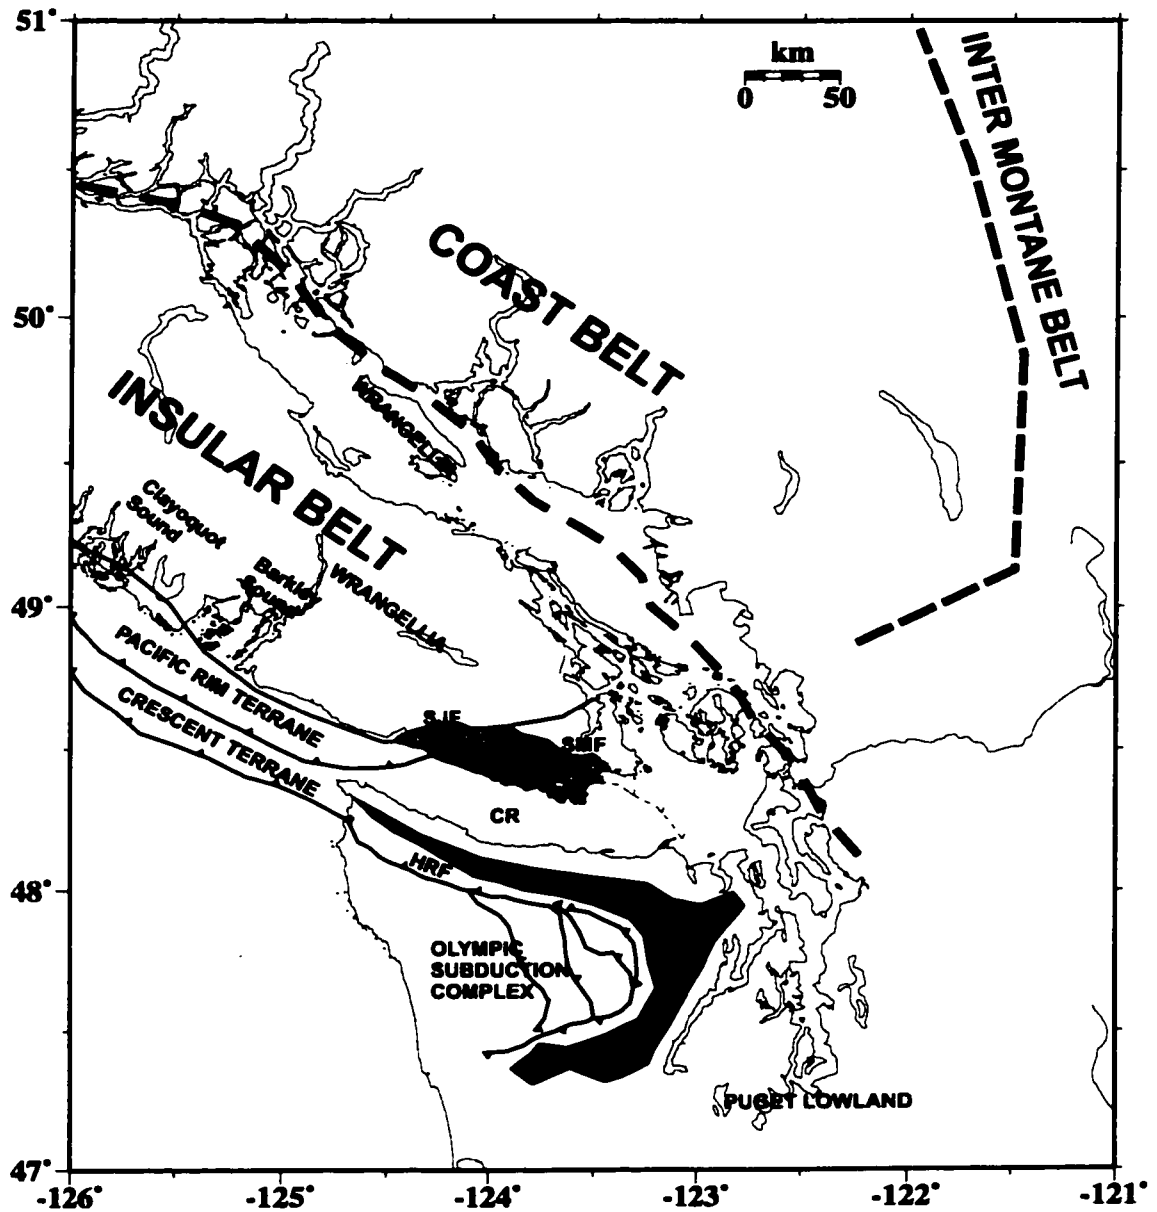 51°
km
0 50
INTER MONTANE BELT
COAST BELT
50°
WRANGELLIA
INSULAR BELT
Clayoquot
Sound
Barkley
Sound
WRANGELLIA
49°
PACIFIC RIM TERRANE
CRESCENT TERRANE
SJF
SMF
CR
HRF
48°
OLYMPIC
SUBDUCTION
COMPLEX
PUGET LOWLAND
47°
-126° -125° -124° -123° -122° -121°